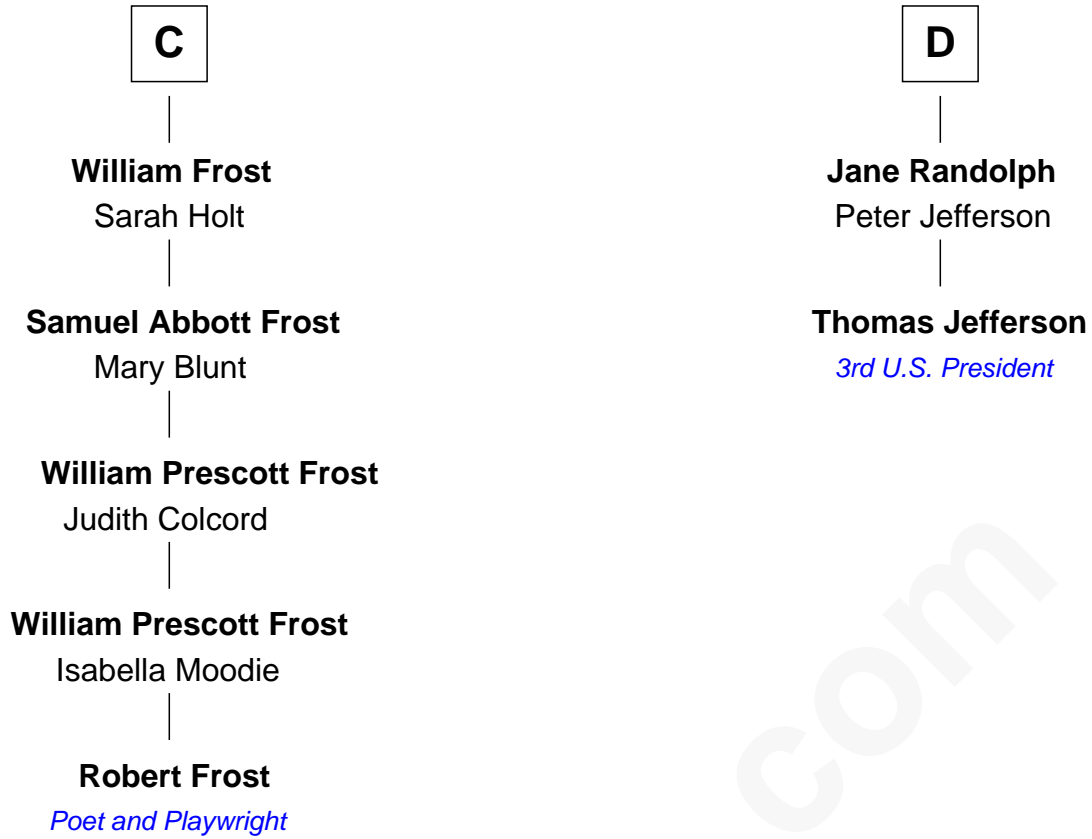 C
William Frost
Sarah Holt
Samuel Abbott Frost
Mary Blunt
William Prescott Frost
Judith Colcord
William Prescott Frost
Isabella Moodie
Robert Frost
Poet and Playwright
D
Jane Randolph
Peter Jefferson
Thomas Jefferson
3rd U.S. President
com